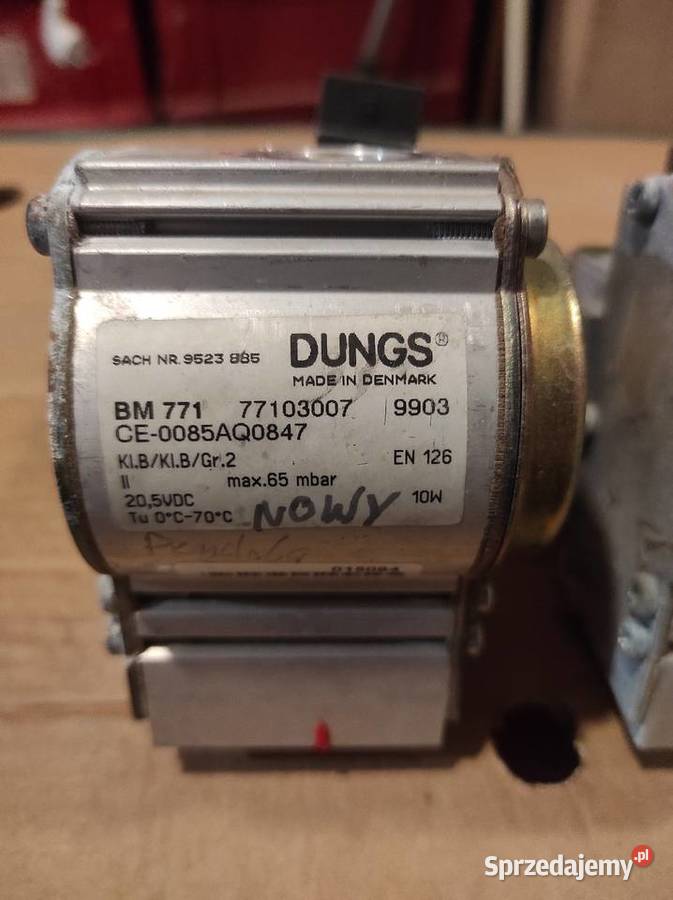 SACH NR. 9523 885 DUNGS®
MADE IN DENMARK
BM 771 77103007 9903
CE-0085AQ0847
Kl.B/Kl.B/Gr.2 EN 126
II max.65 mbar
20,5VDC 10W
Tu 0°C-70°C NOWY
Sprzedajemy.pl